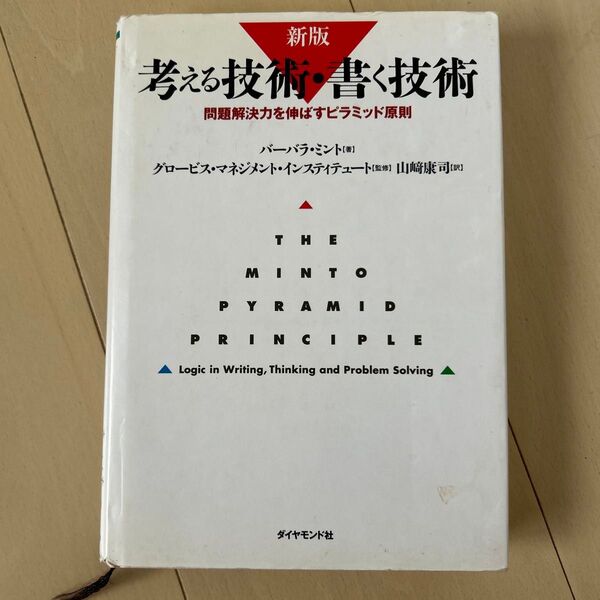 新版
考える技術・書く技術
問題解決力を伸ばすピラミッド原則
バーバラ・ミント[著]
グロービス・マネジメント・インスティテュート[監修] 山﨑康司[訳]
THE
MINTO
PYRAMID
PRINCIPLE
Logic in Writing, Thinking and Problem Solving
ダイヤモンド社